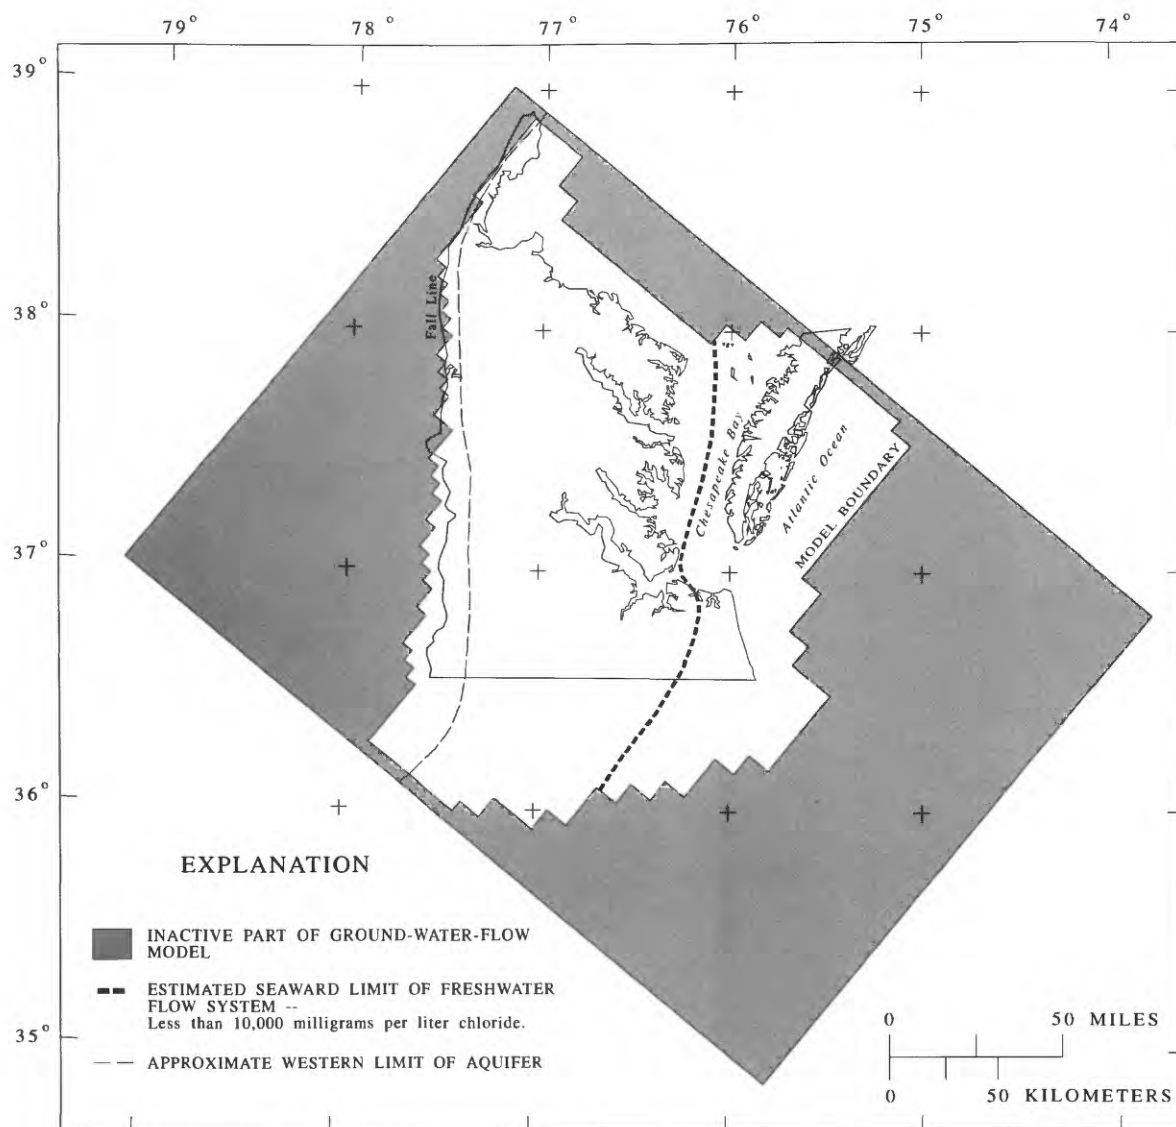 79° 78° 77° 76° 75° 74°
39°
38°
37°
36°
35°
Fall Line
Chesapeake Bay
Atlantic Ocean
MODEL BOUNDARY
EXPLANATION
INACTIVE PART OF GROUND-WATER-FLOW
MODEL
ESTIMATED SEAWARD LIMIT OF FRESHWATER
FLOW SYSTEM --
Less than 10,000 milligrams per liter chloride.
APPROXIMATE WESTERN LIMIT OF AQUIFER
0 50 MILES
0 50 KILOMETERS